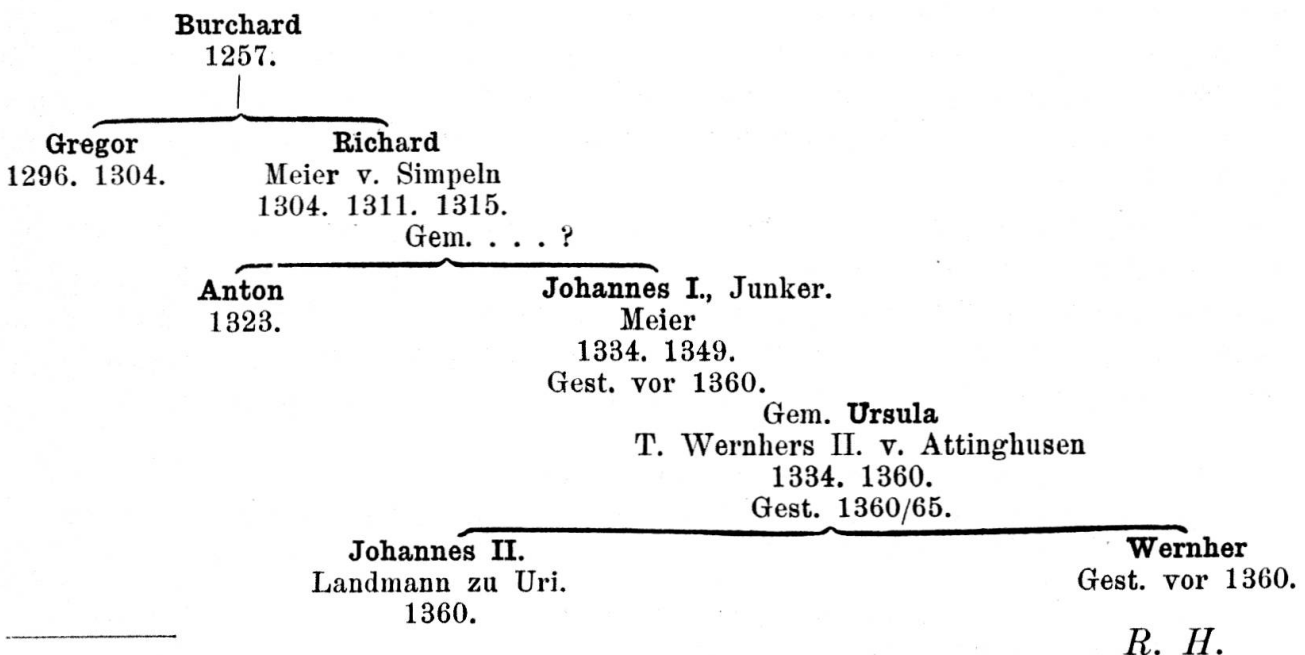 Burchard
1257.
Gregor
1296. 1304.
Richard
Meier v. Simpeln
1304. 1311. 1315.
Gem. . . . . ?
Anton
1323.
Johannes I., Junker.
Meier
1334. 1349.
Gest. vor 1360.
Gem. Ursula
T. Wernhers II. v. Attinghusen
1334. 1360.
Gest. 1360/65.
Johannes II.
Landmann zu Uri.
1360.
Wernher
Gest. vor 1360.
R. H.